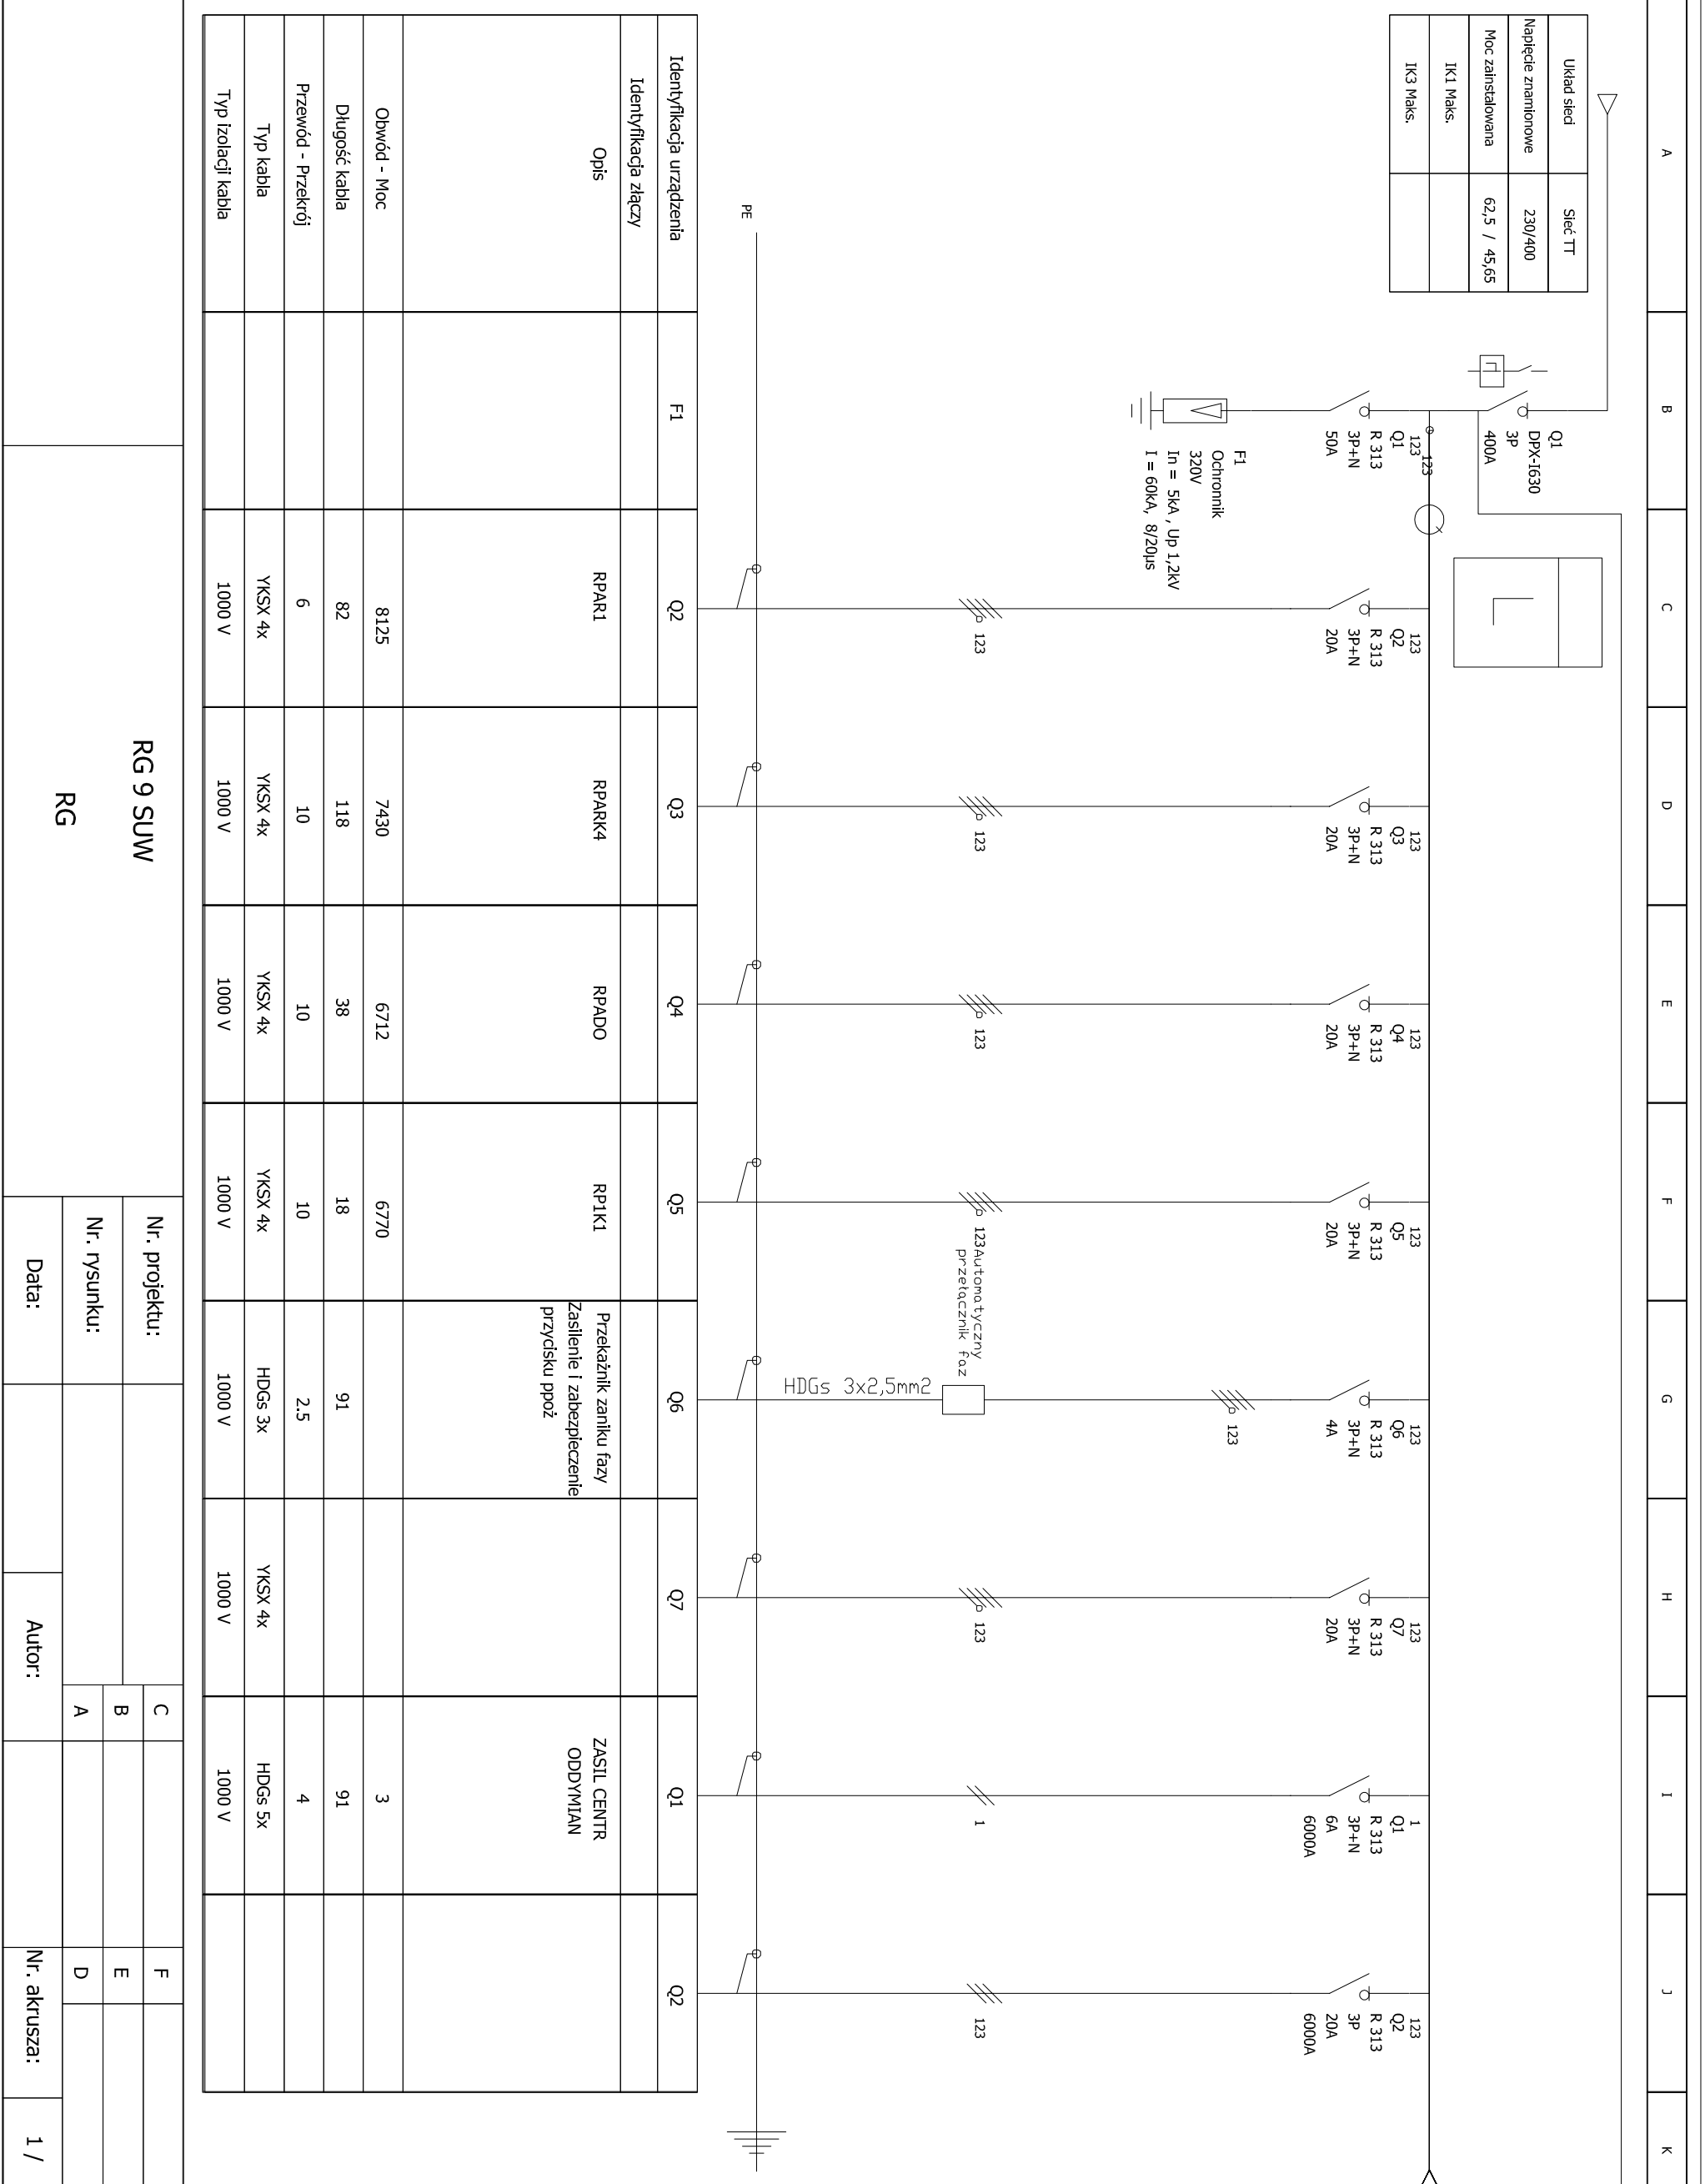 A
B
C
D
E
F
G
H
I
J
K
Układ sieci
Sieć TT
Napięcie znamionowe
230/400
Moc zainstalowana
62,5 / 45,65
IK1 Maks.
IK3 Maks.
Q1
DPX-I630
3P
400A
123
123
Q1
R 313
3P+N
50A
F1
Ochronnik
320V
In = 5kA , Up 1,2kV
I = 60kA, 8/20µs
123
Q2
R 313
3P+N
20A
123
Q3
R 313
3P+N
20A
123
Q4
R 313
3P+N
20A
123
Q5
R 313
3P+N
20A
123
Q6
R 313
3P+N
4A
123
Q7
R 313
3P+N
20A
1
Q1
R 313
3P+N
6A
6000A
123
Q2
R 313
3P
20A
6000A
123
123
123
123
123
Automatyczny
przełącznik faz
HDGs 3x2,5mm2
123
1
123
PE
Identyfikacja urządzenia
F1
Q2
Q3
Q4
Q5
Q6
Q7
Q1
Q2
Identyfikacja złączy
Opis
RPAR1
RPARK4
RPADO
RP1K1
Przekaźnik zaniku fazy
Zasilenie i zabezpieczenie
przycisku ppoż
ZASIL CENTR
ODDYMIAN
Obwód - Moc
8125
7430
6712
6770
3
Długość kabla
82
118
38
18
91
91
Przewód - Przekrój
6
10
10
10
2.5
4
Typ kabla
YKSX 4x
YKSX 4x
YKSX 4x
YKSX 4x
HDGs 3x
YKSX 4x
HDGs 5x
Typ izolacji kabla
1000 V
1000 V
1000 V
1000 V
1000 V
1000 V
1000 V
RG 9 SUW
RG
Nr. projektu:
Nr. rysunku:
Data:
Autor:
C
B
A
F
E
D
Nr. akrusza:
1 /